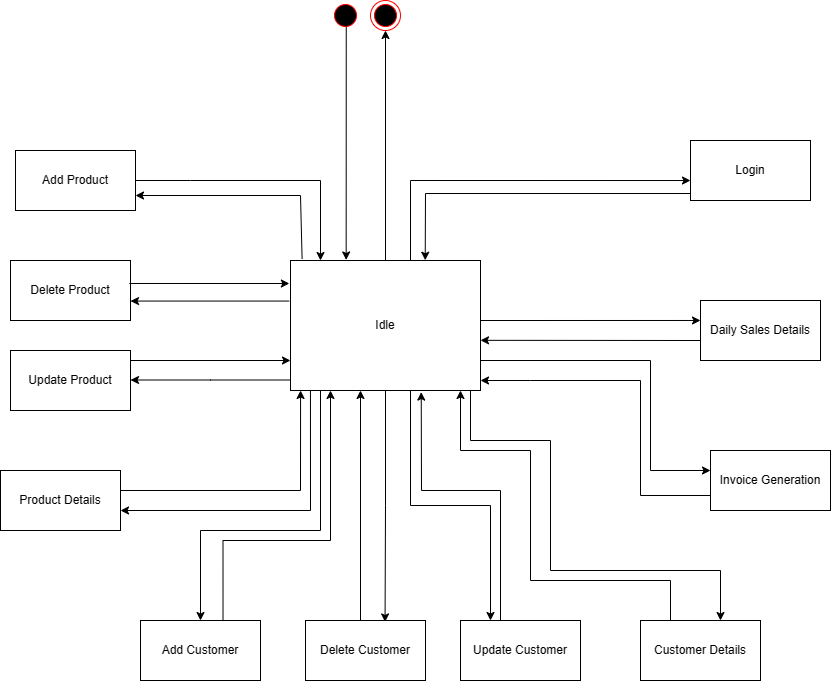 Add Product
Login
Delete Product
Idle
Daily Sales Details
Update Product
Product Details
Invoice Generation
Add Customer
Delete Customer
Update Customer
Customer Details